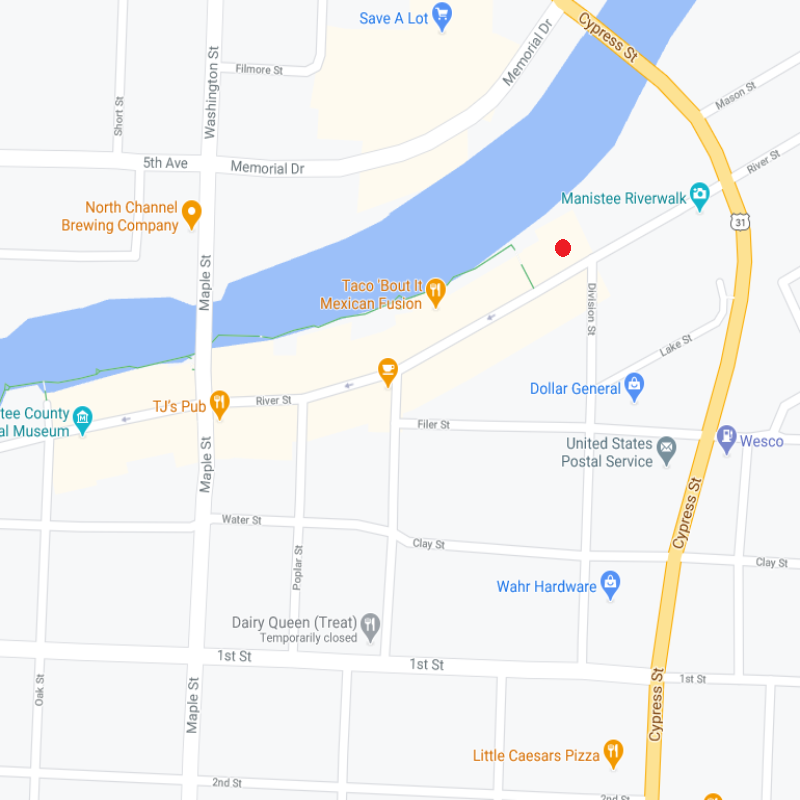 Save A Lot
Cypress St
Memorial Dr
Washington St
Filmore St
Short St
Mason St
5th Ave
Memorial Dr
River St
Manistee Riverwalk
North Channel
Brewing Company
31
Maple St
Taco 'Bout It
Mexican Fusion
Division St
Lake St
Dollar General
TJ's Pub
River St
tee County
al Museum
Filer St
United States
Postal Service
Wesco
Maple St
Cypress St
Water St
Clay St
Clay St
Poplar St
Wahr Hardware
Dairy Queen (Treat)
Temporarily closed
1st St
1st St
1st St
Oak St
Maple St
Cypress St
Little Caesars Pizza
2nd St
2nd St